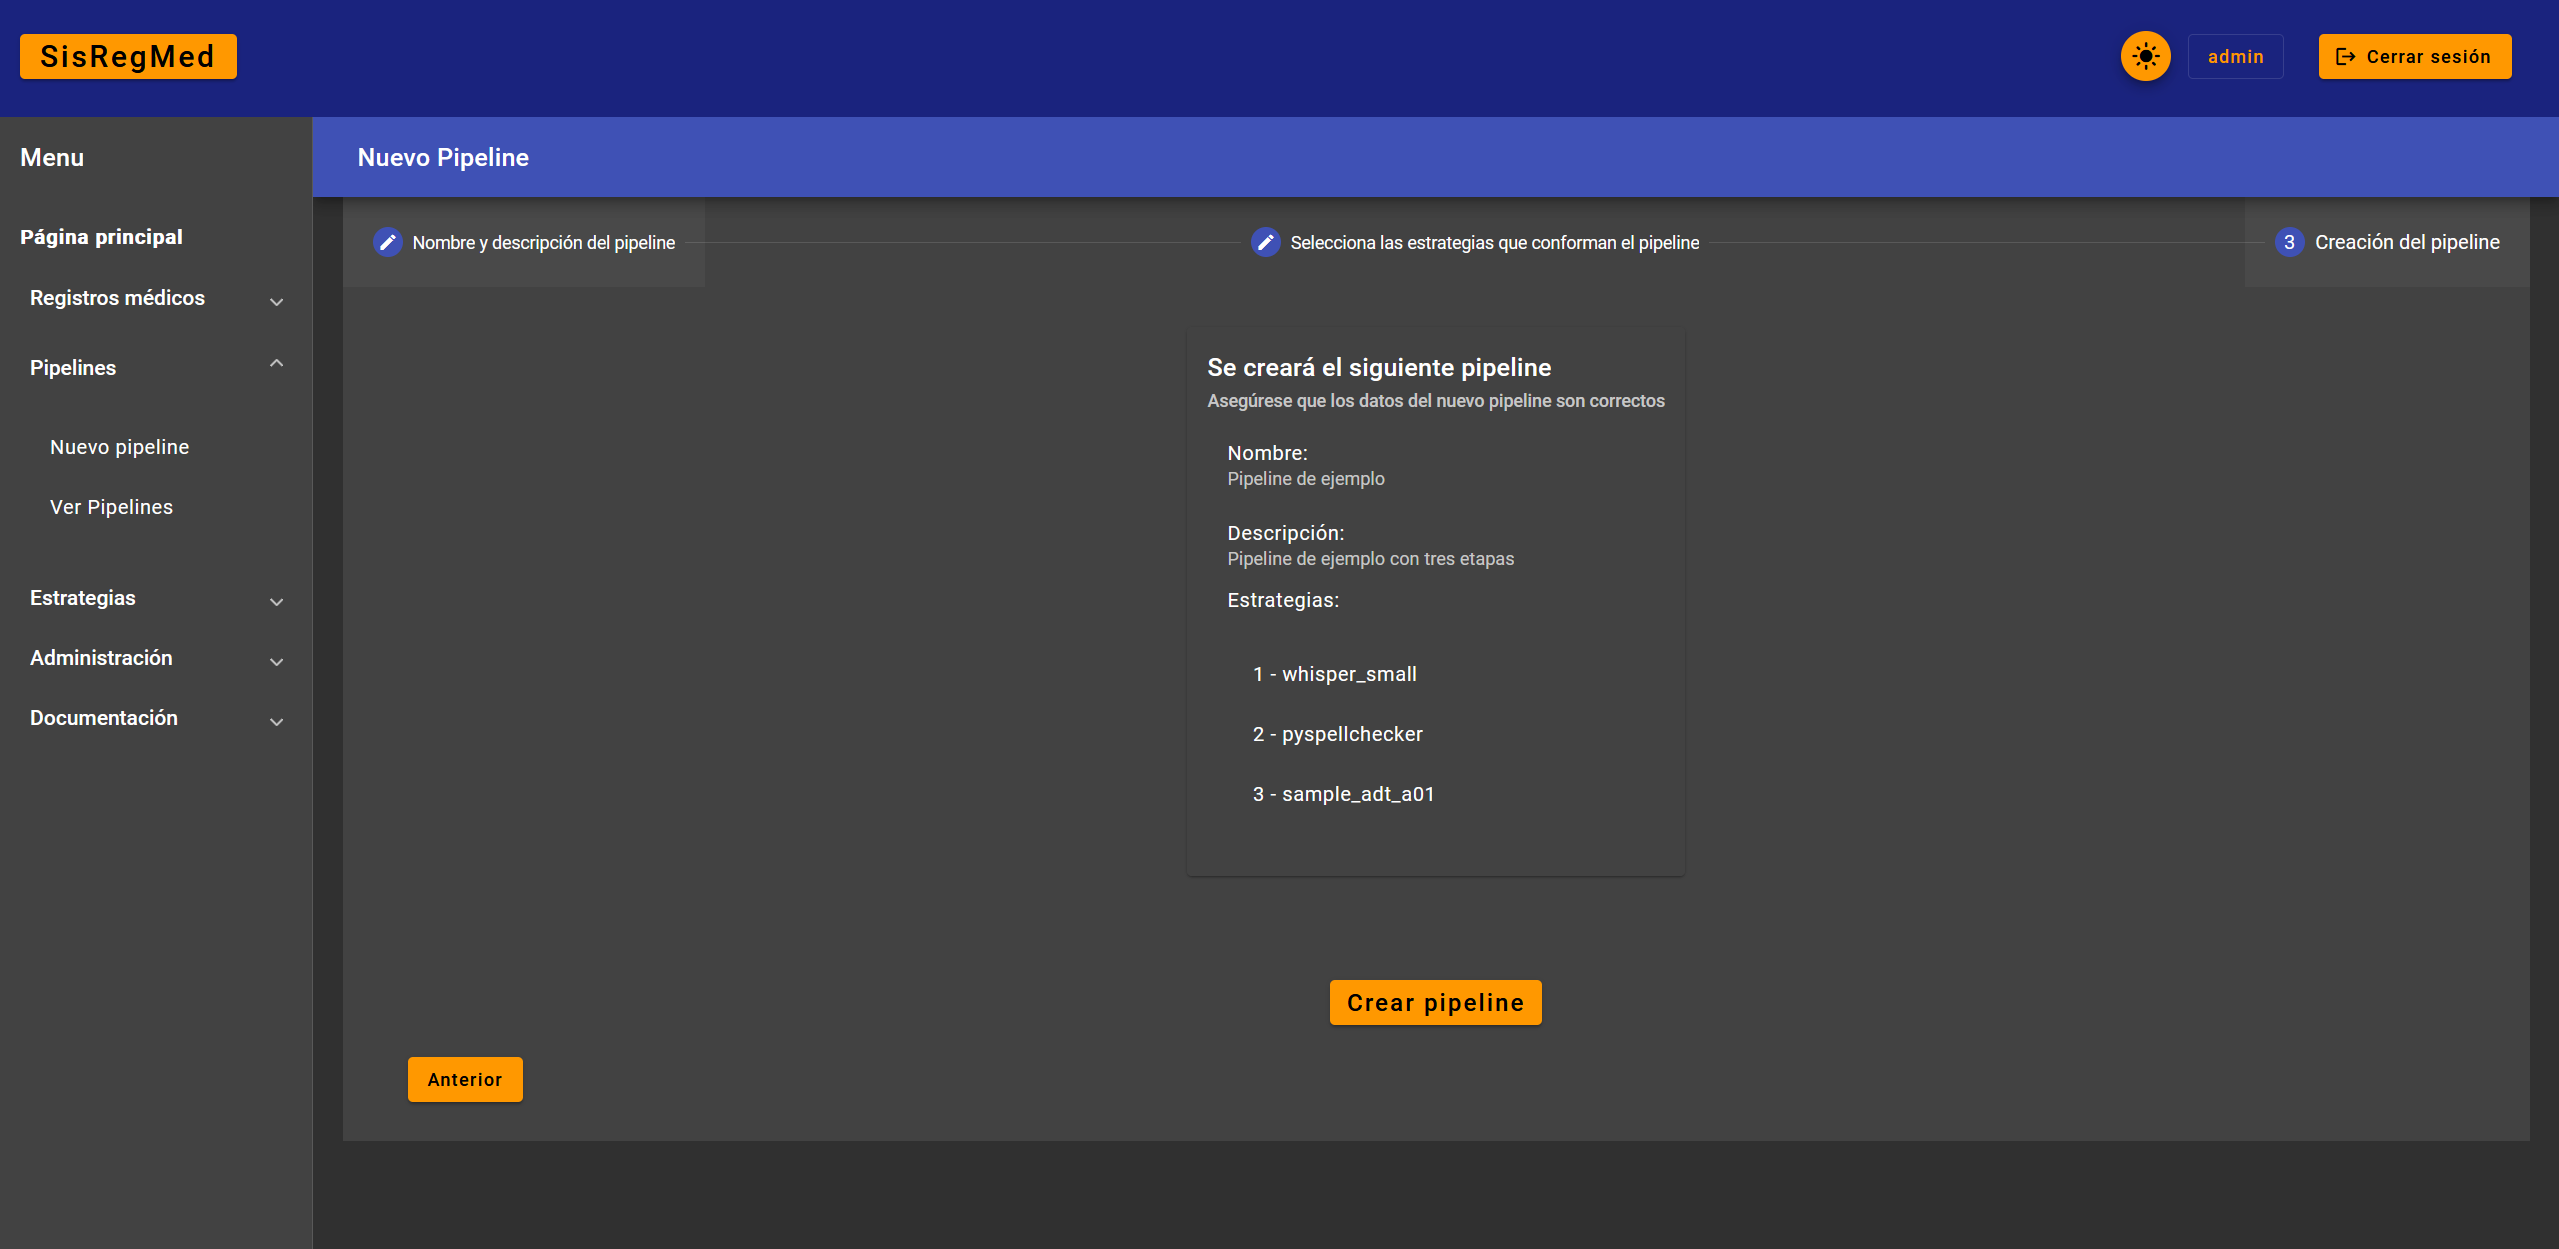 SisRegMed
admin
Cerrar sesión
Menu
Página principal
Registros médicos
Pipelines
Nuevo pipeline
Ver Pipelines
Estrategias
Administración
Documentación
Nuevo Pipeline
Nombre y descripción del pipeline
Selecciona las estrategias que conforman el pipeline
3 Creación del pipeline
Se creará el siguiente pipeline
Asegúrese que los datos del nuevo pipeline son correctos
Nombre:
Pipeline de ejemplo
Descripción:
Pipeline de ejemplo con tres etapas
Estrategias:
1 - whisper_small
2 - pyspellchecker
3 - sample_adt_a01
Crear pipeline
Anterior